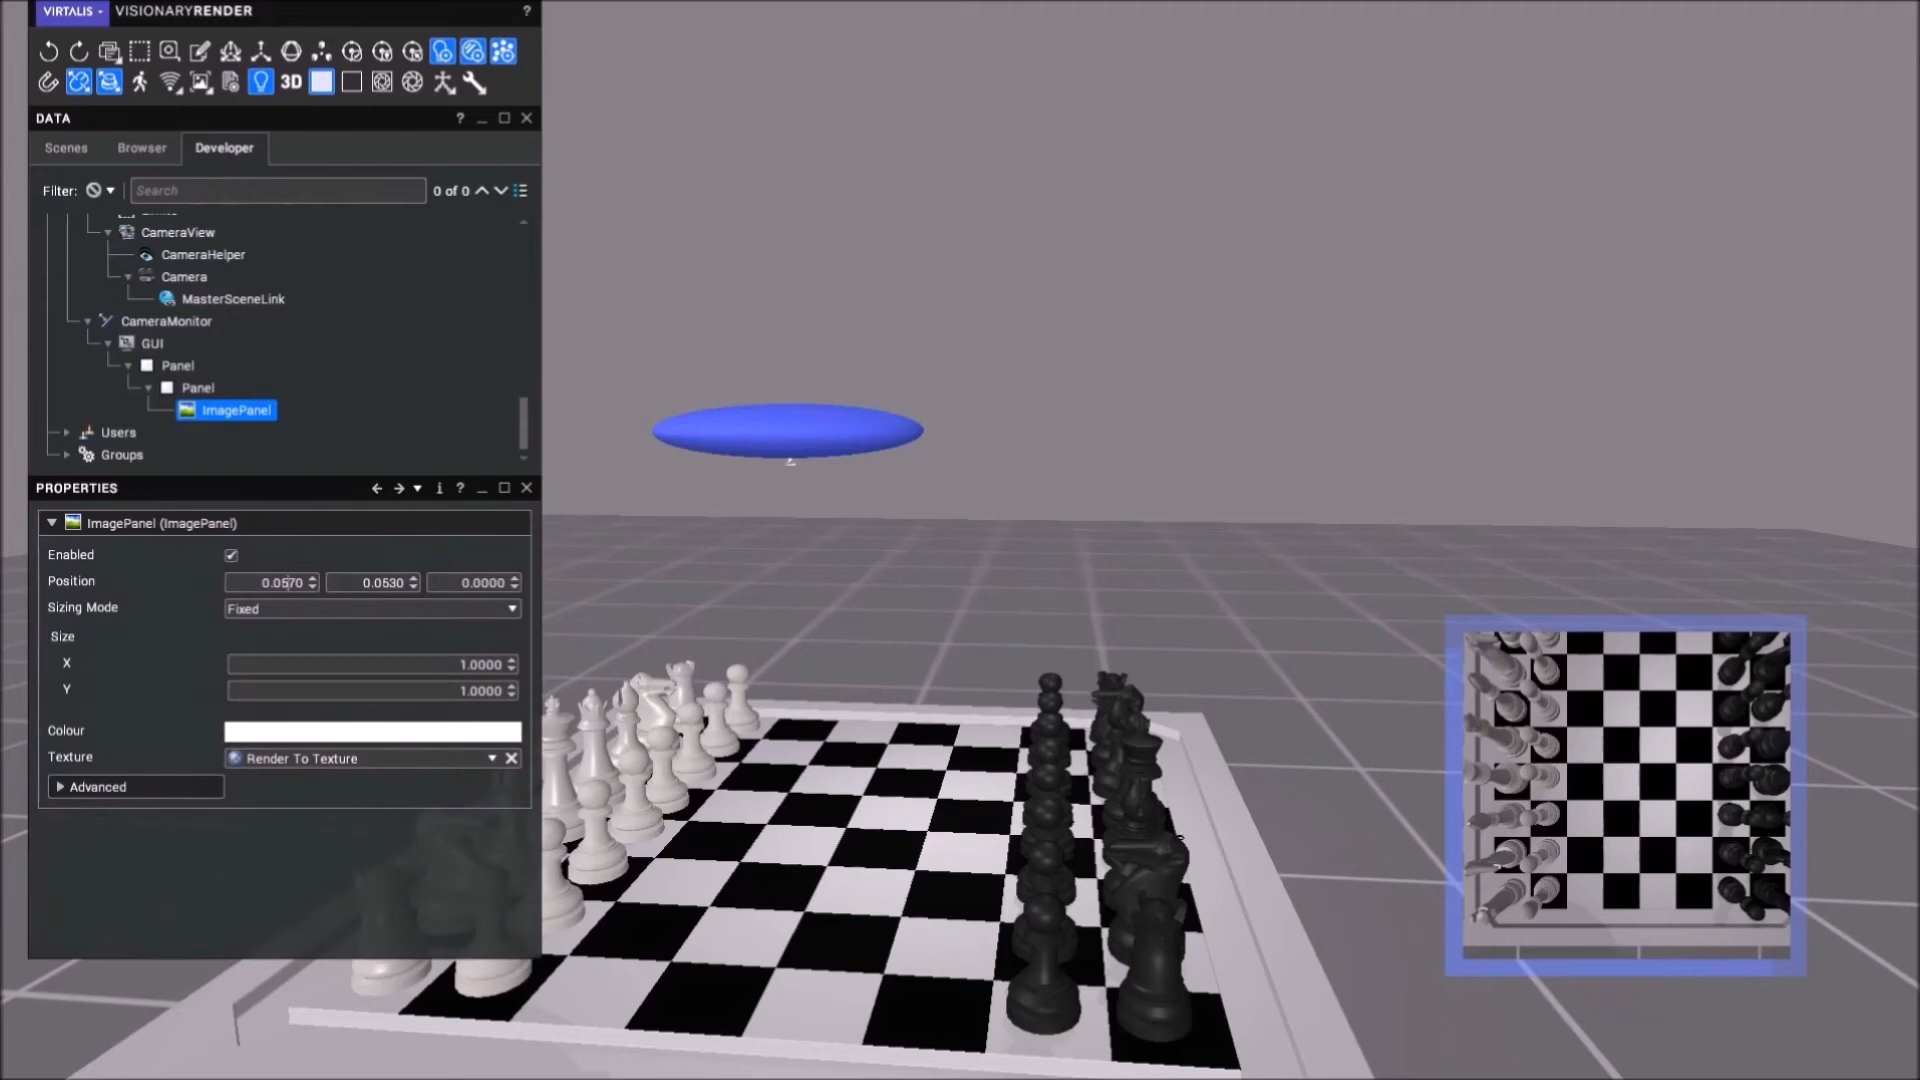 VIRTALIS VISIONARYRENDER ?
3D
DATA ?
Scenes Browser Developer
Filter: Search 0 of 0
CameraView
CameraHelper
Camera
MasterSceneLink
CameraMonitor
GUI
Panel
Panel
ImagePanel
Users
Groups
PROPERTIES i ?
ImagePanel (ImagePanel)
Enabled
Position 0.0570 0.0530 0.0000
Sizing Mode Fixed
Size
X 1.0000
Y 1.0000
Colour
Texture Render To Texture
Advanced